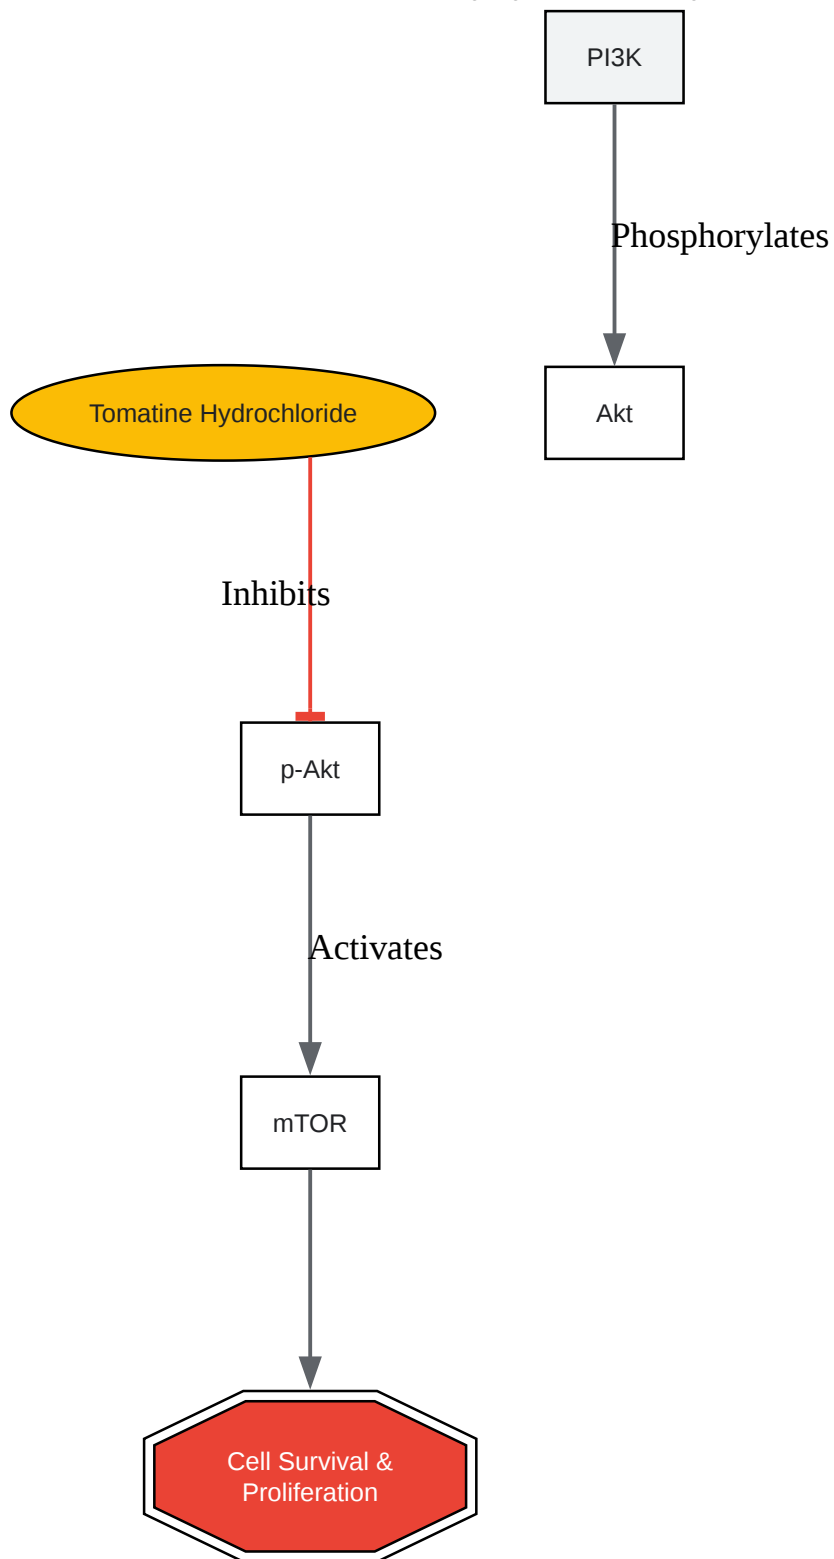 PI3K
Phosphorylates
Tomatine Hydrochloride
Akt
Inhibits
p-Akt
Activates
mTOR
Cell Survival &
Proliferation